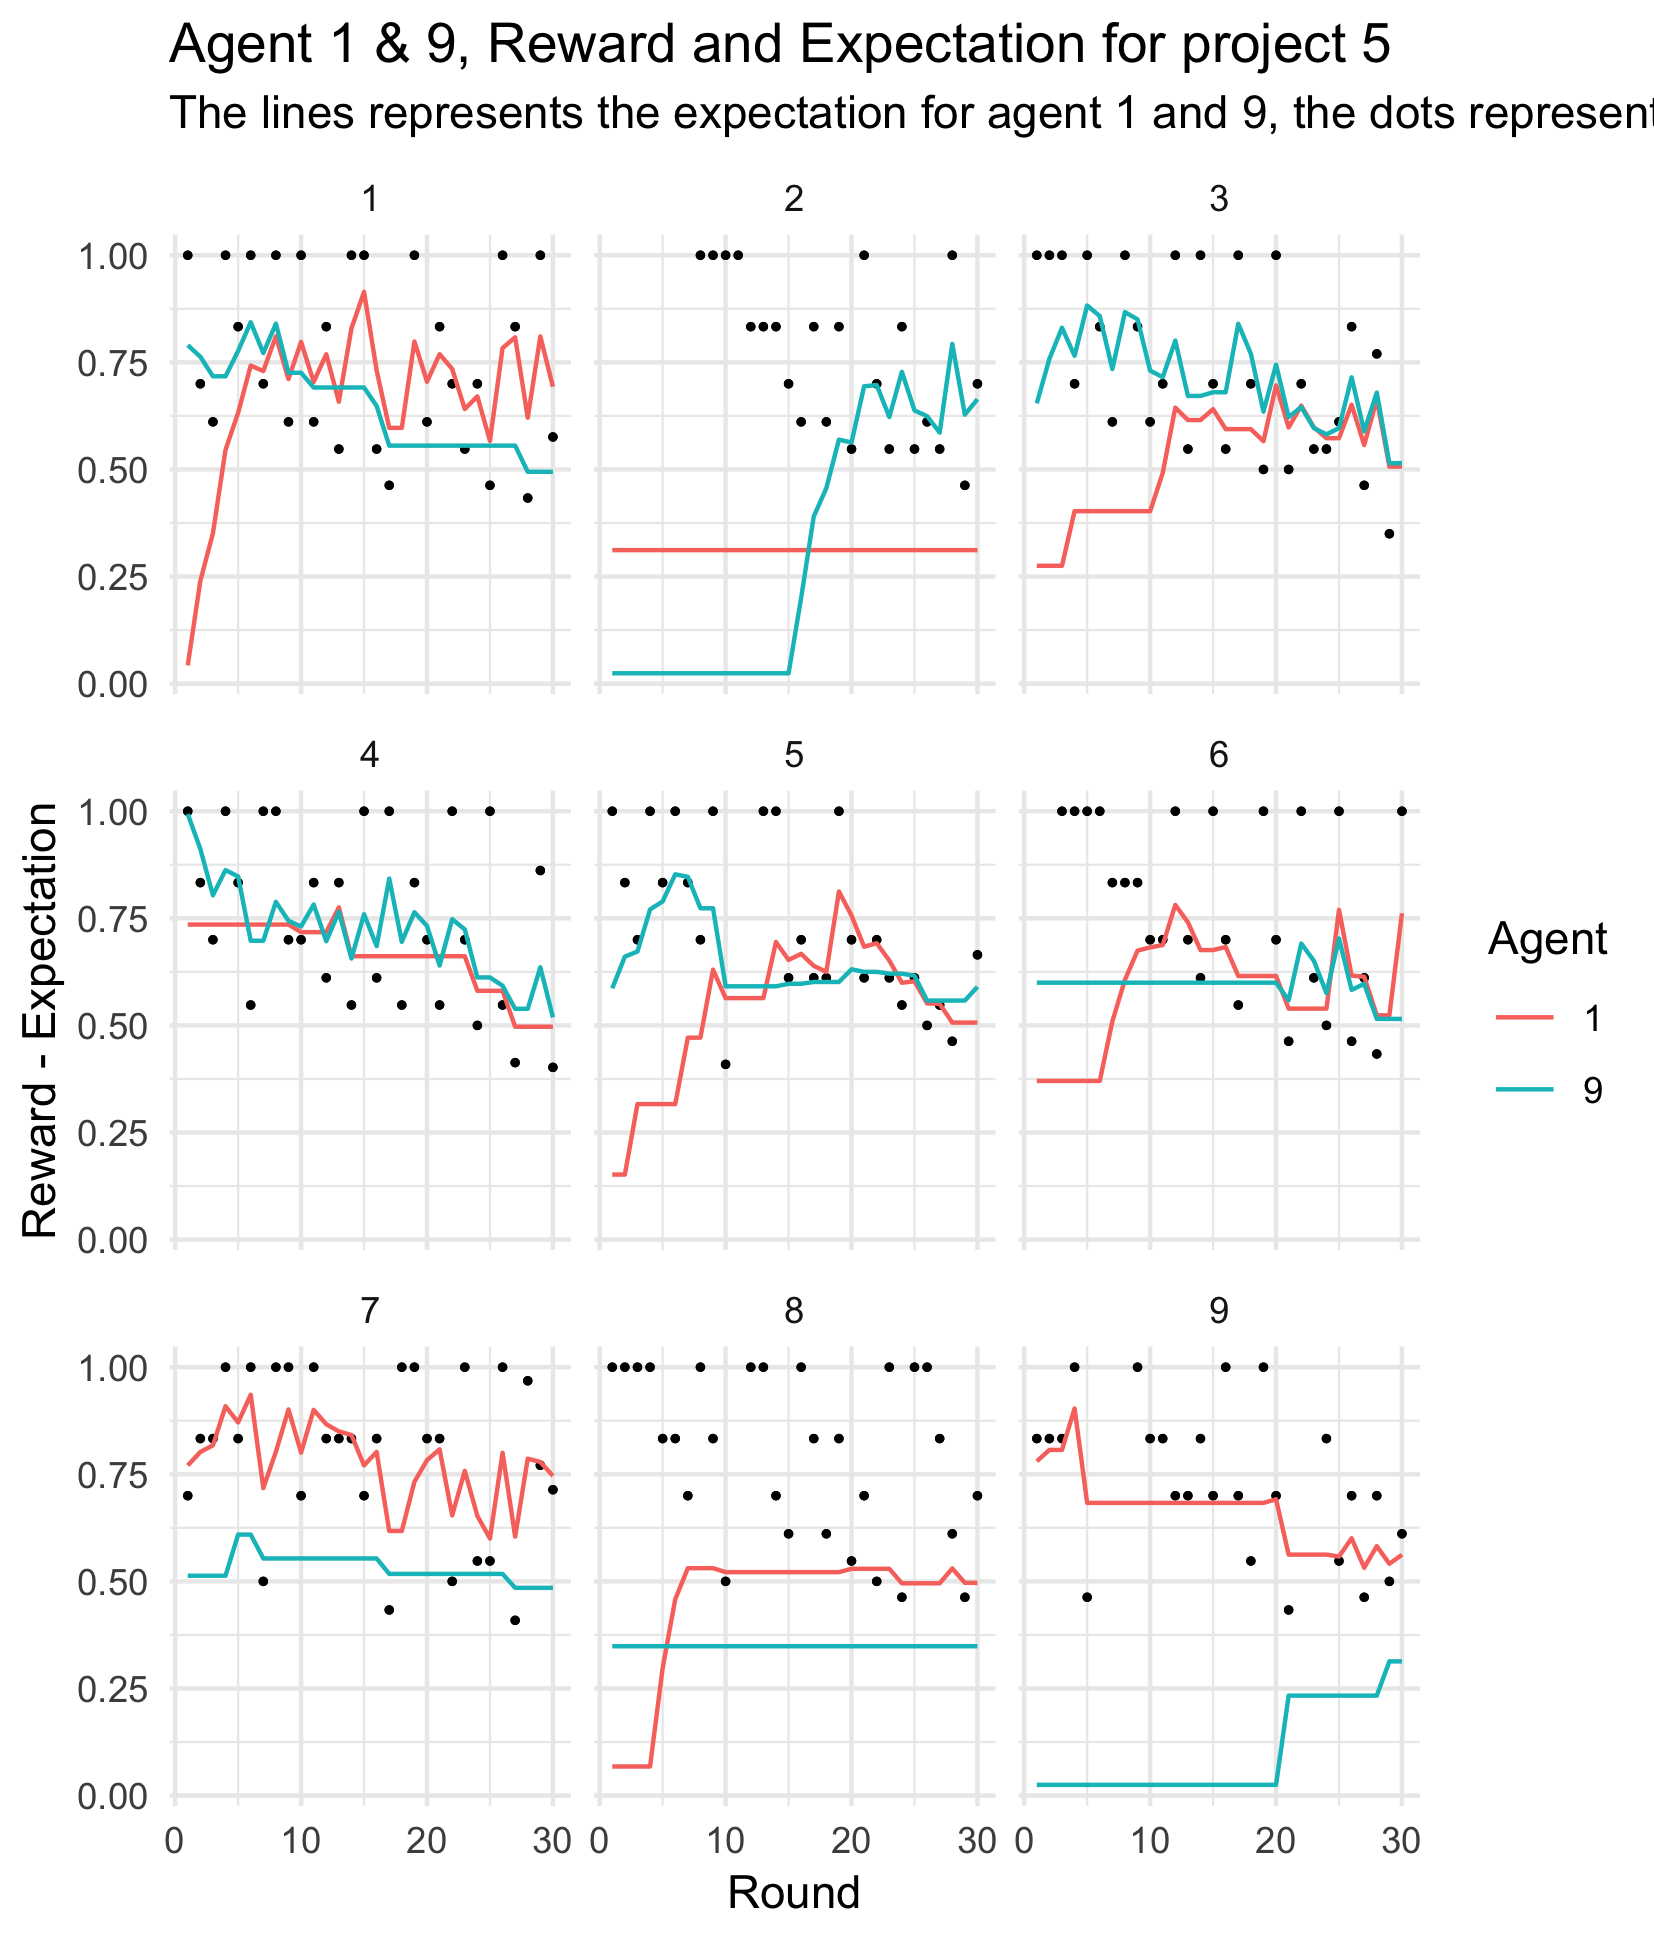 Agent 1 & 9, Reward and Expectation for project 5
The lines represents the expectation for agent 1 and 9, the dots represent
1 2 3
1.00
0.75
0.50
0.25
0.00
4 5 6
1.00
0.75
0.50
0.25
0.00
7 8 9
1.00
0.75
0.50
0.25
0.00
0 10 20 30 0 10 20 30 0 10 20 30
Round
Reward - Expectation
Agent
1
9